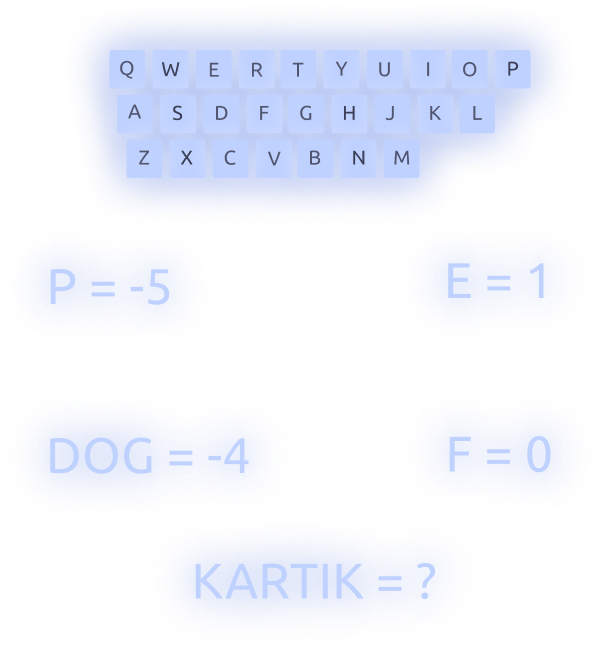 Q W E R T Y U I O P
A S D F G H J K L
Z X C V B N M
P = -5
E = 1
DOG = -4
F = 0
KARTIK = ?